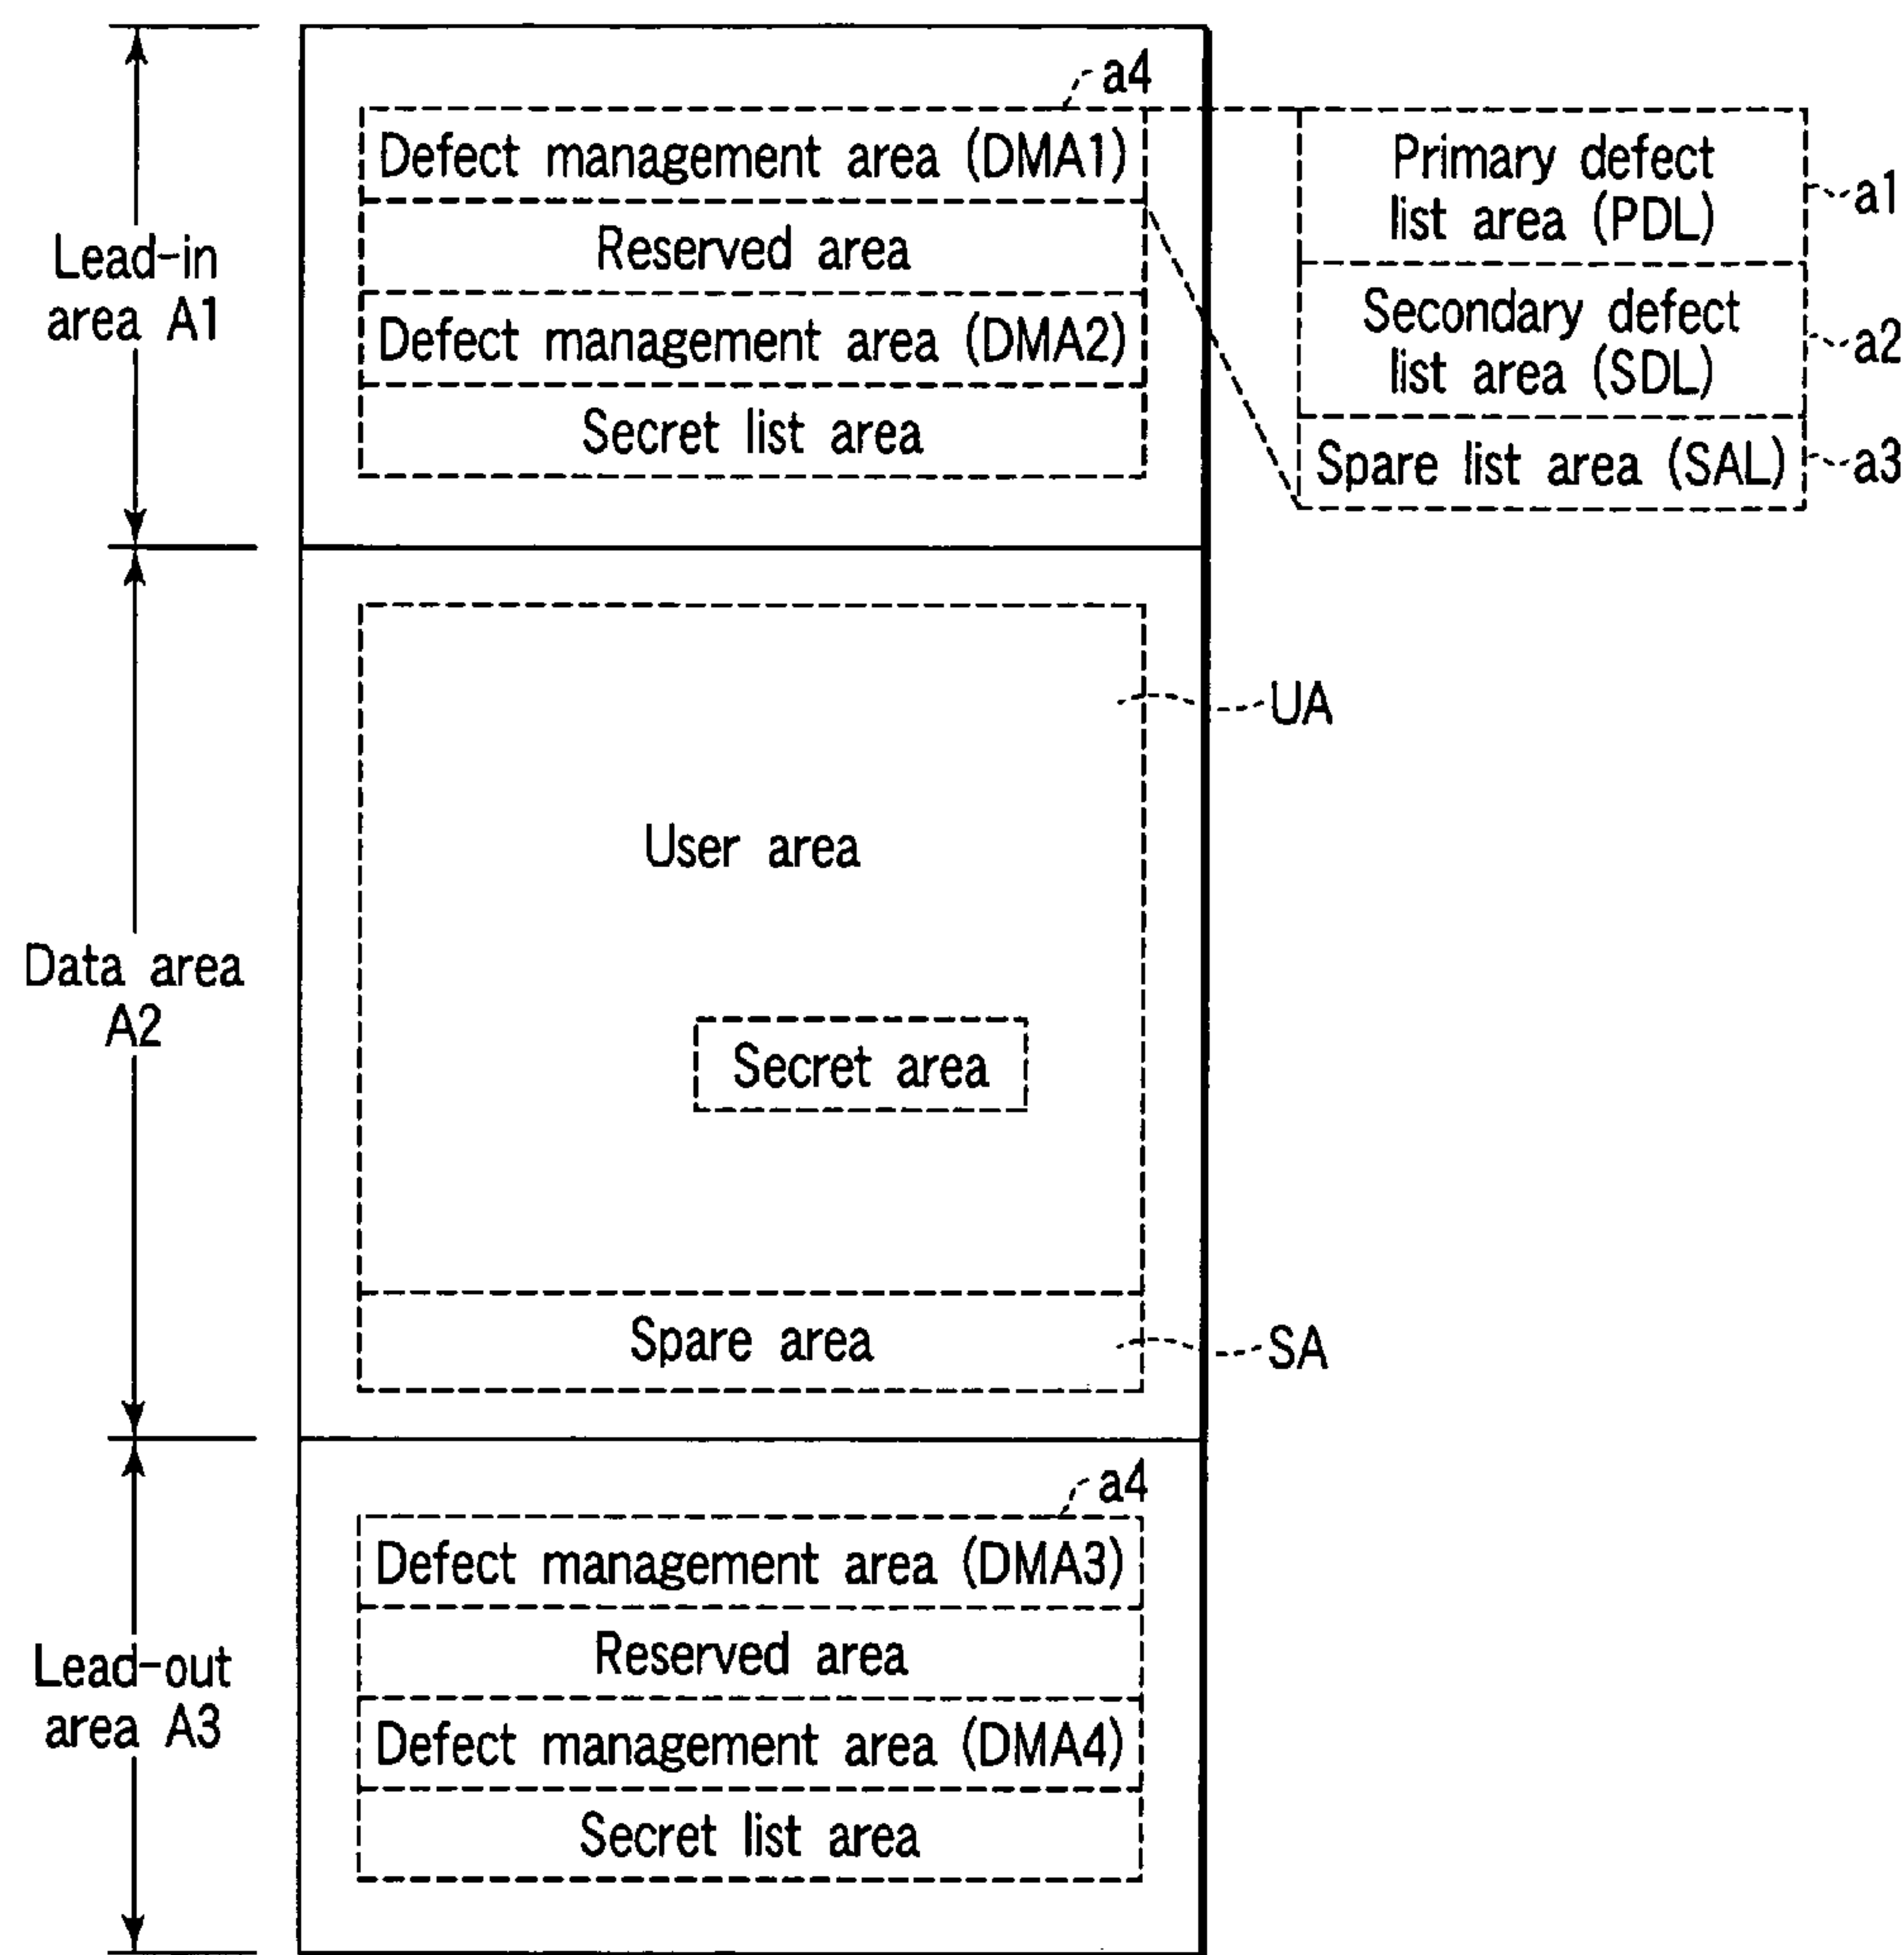 a4
Defect management area (DMA1)
Reserved area
Defect management area (DMA2)
Secret list area
Lead-in
area A1
Primary defect
list area (PDL)
a1
Secondary defect
list area (SDL)
a2
Spare list area (SAL)
a3
UA
User area
Data area
A2
Secret area
Spare area
SA
a4
Defect management area (DMA3)
Reserved area
Lead-out
area A3
Defect management area (DMA4)
Secret list area